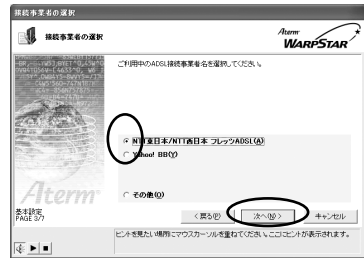 接続事業者の選択
接続事業者の選択
Aterm
WARPSTAR
ご利用中のADSL接続事業者名を選択してください。
NTT東日本/NTT西日本 フレッツADSL(A)
Yahoo! BB(Y)
その他(O)
Aterm
基本設定
PAGE 3/7
< 戻る(P)
次へ(N) >
キャンセル
ヒントを見たい場所にマウスカーソルを重ねてください。ここにヒントが表示されます。